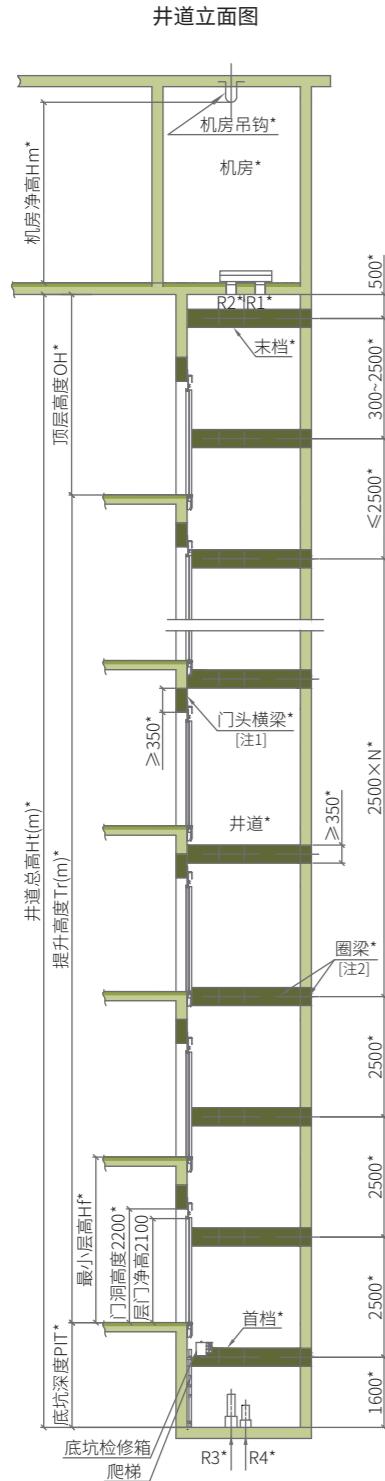 井道立面图
机房吊钩*
机房*
机房净高Hm*
R2* R1*
500*
末档*
300~2500*
顶层高度OH*
≤2500*
门头横梁*
[注1]
≥350*
2500×N*
井道*
≥350*
井道总高Ht(m)*
提升高度Tr(m)*
圈梁*
[注2]
2500*
2500*
最小层高Hf*
门洞高度2200*
层门净高2100
2500*
首档*
底坑深度PIT*
1600*
底坑检修箱
爬梯
R3* R4*